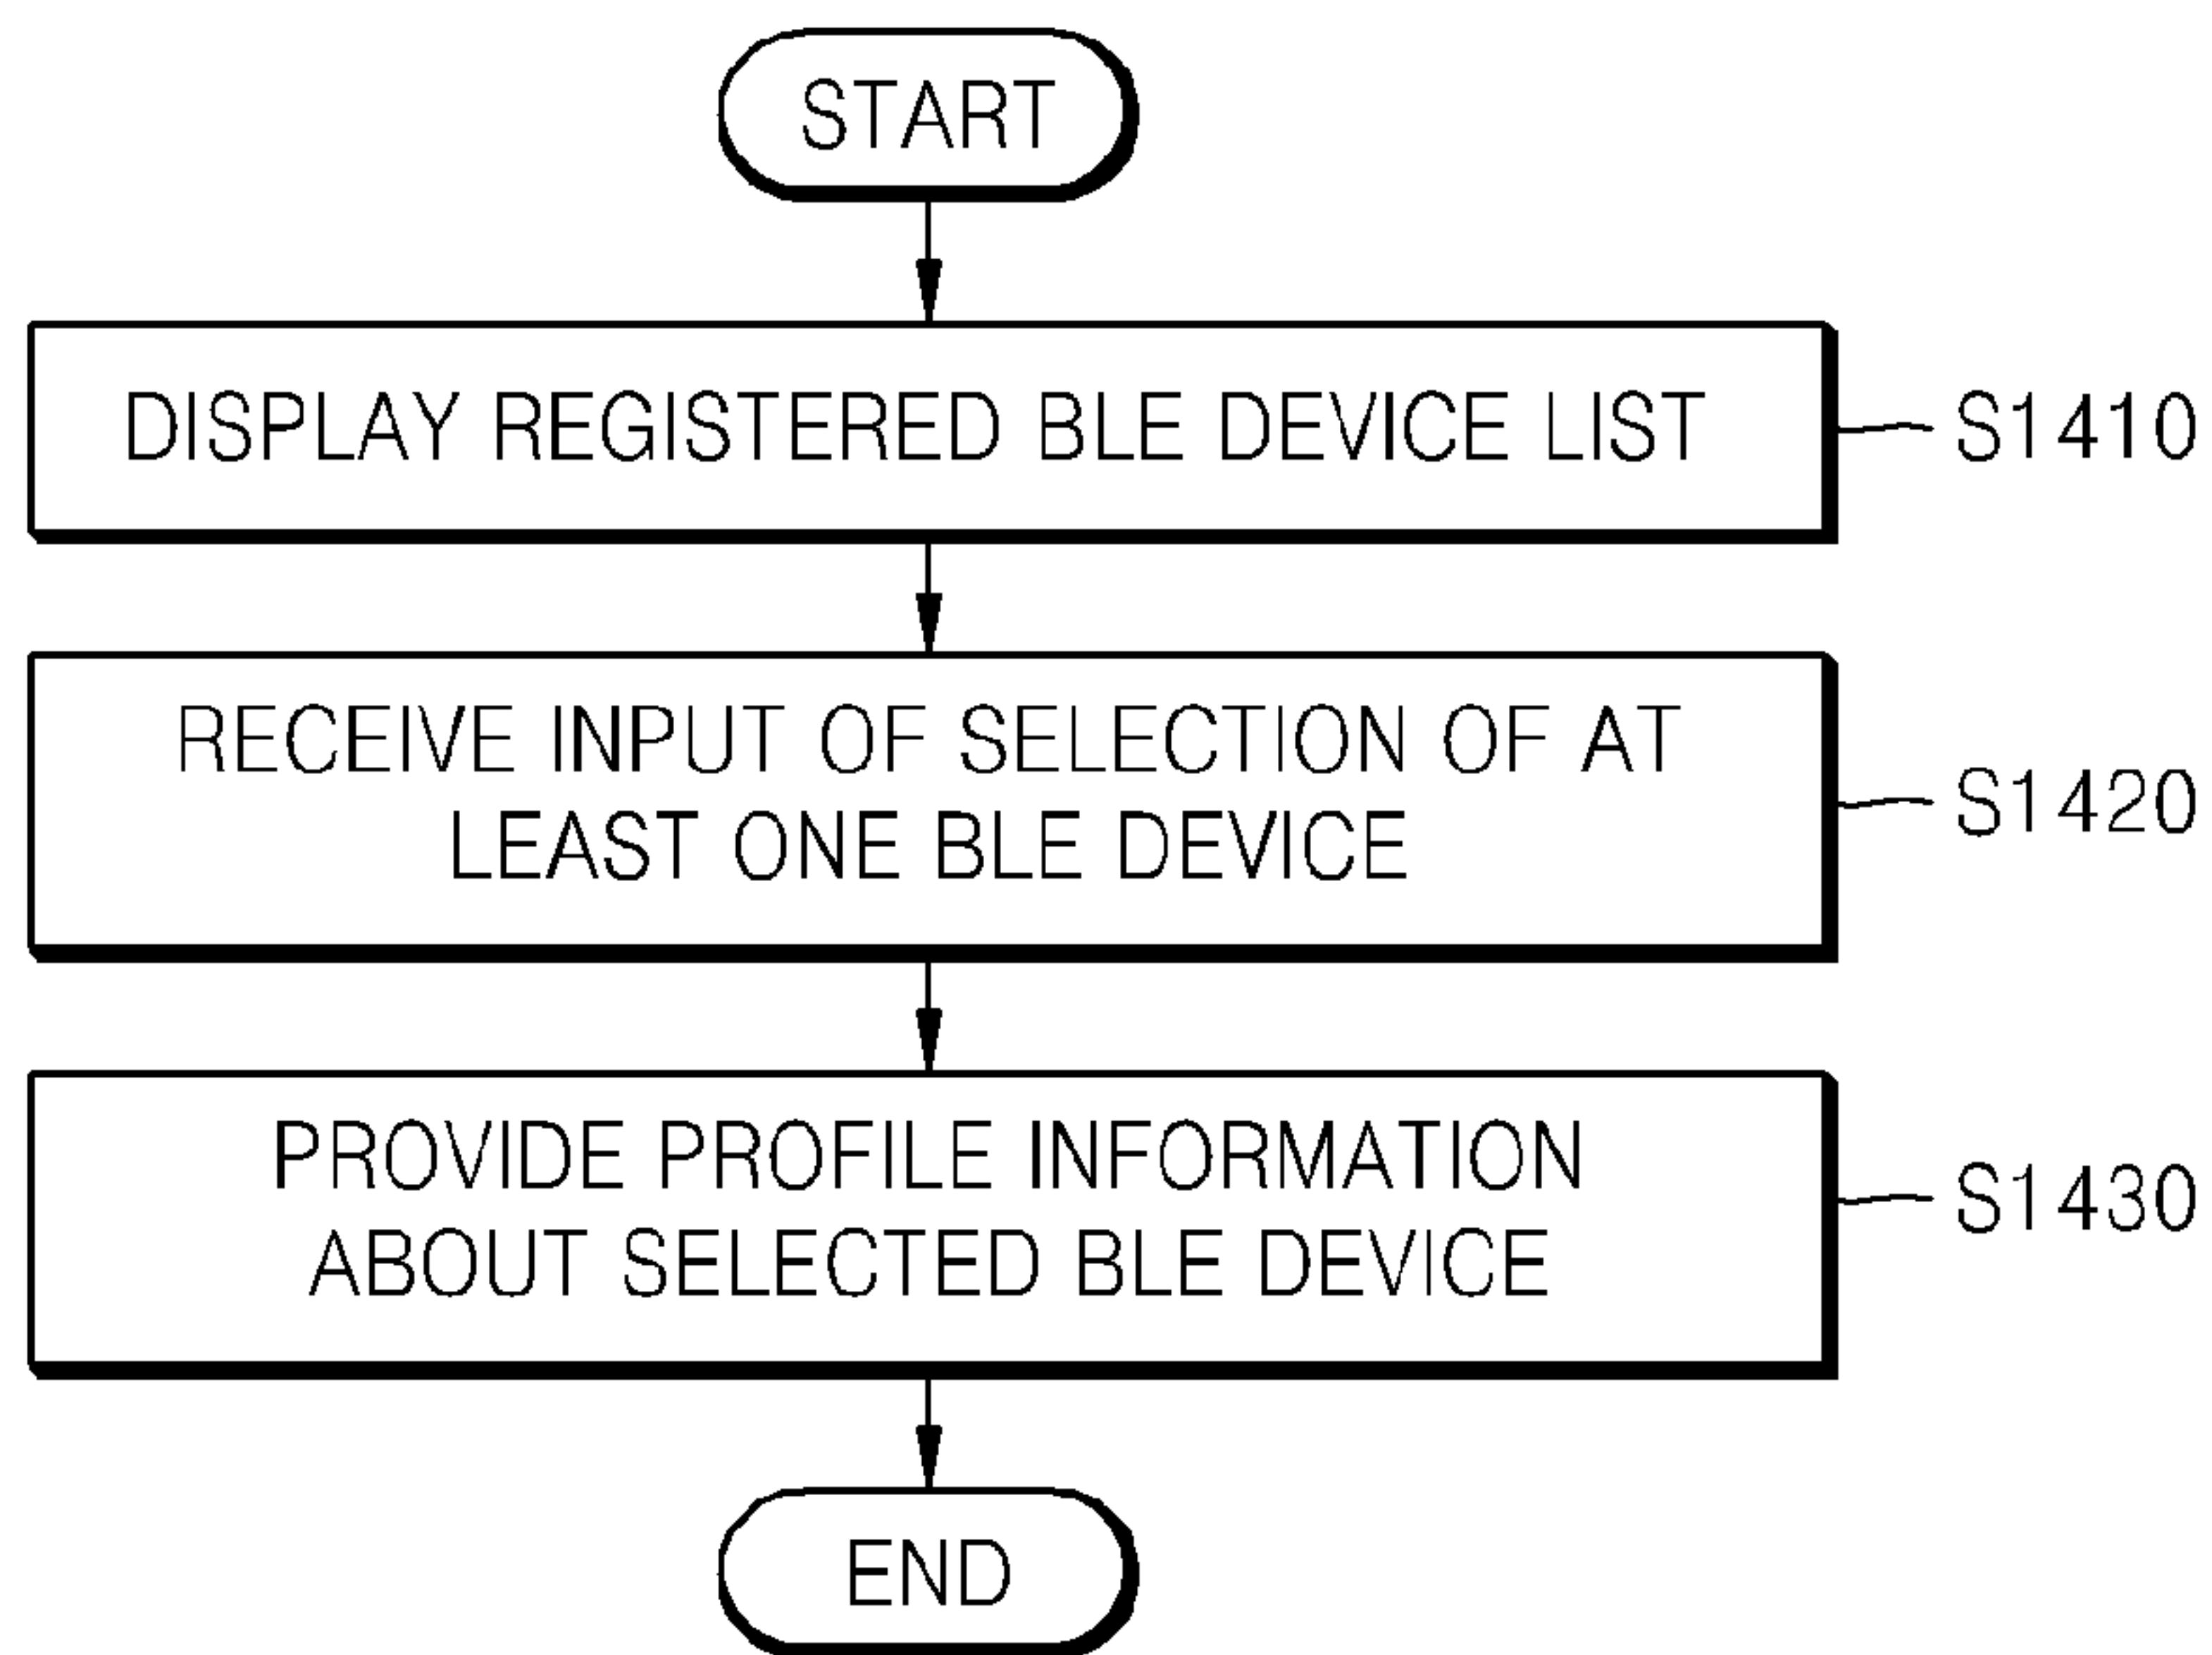 START
DISPLAY REGISTERED BLE DEVICE LIST
S1410
RECEIVE INPUT OF SELECTION OF AT
LEAST ONE BLE DEVICE
S1420
PROVIDE PROFILE INFORMATION
ABOUT SELECTED BLE DEVICE
S1430
END